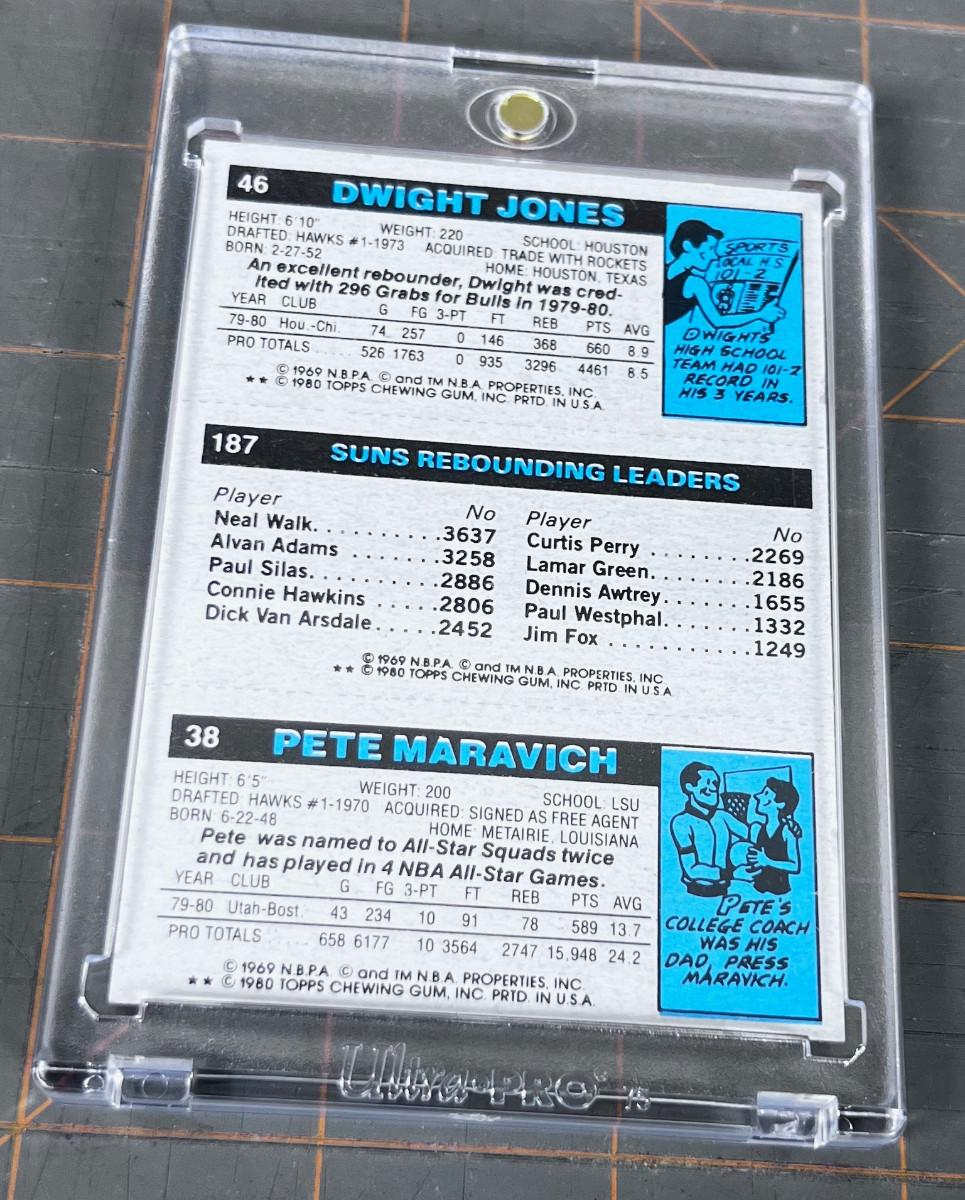 46 DWIGHT JONES
HEIGHT: 6'10" WEIGHT: 220 SCHOOL: HOUSTON
DRAFTED: HAWKS #1-1973 ACQUIRED: TRADE WITH ROCKETS
BORN: 2-27-52 HOME: HOUSTON, TEXAS
An excellent rebounder, Dwight was cred-
ited with 296 Grabs for Bulls in 1979-80.
YEAR CLUB G FG 3-PT FT REB PTS AVG
79-80 Hou.-Chi. 74 257 0 146 368 660 8.9
PRO TOTALS ..... 526 1763 0 935 3296 4461 8.5
© 1969 N.B.P.A. © and TM N.B.A. PROPERTIES, INC.
★★ © 1980 TOPPS CHEWING GUM, INC. PRTD. IN U.S.A.
SPORTS
LOCAL H.S.
101-2
DWIGHT'S
HIGH SCHOOL
TEAM HAD 101-2
RECORD IN
HIS 3 YEARS.
187 SUNS REBOUNDING LEADERS
Player No
Neal Walk. . . . . . . . .3637
Alvan Adams . . . . . . .3258
Paul Silas. . . . . . . . . .2886
Connie Hawkins . . . . .2806
Dick Van Arsdale. . . . .2452
Player No
Curtis Perry . . . . . . . .2269
Lamar Green. . . . . . . .2186
Dennis Awtrey. . . . . . .1655
Paul Westphal. . . . . . .1332
Jim Fox . . . . . . . . . . .1249
© 1969 N.B.P.A. © and TM N.B.A. PROPERTIES, INC
★★ © 1980 TOPPS CHEWING GUM, INC. PRTD. IN U.S.A
38 PETE MARAVICH
HEIGHT: 6'5" WEIGHT: 200 SCHOOL: LSU
DRAFTED HAWKS #1-1970 ACQUIRED: SIGNED AS FREE AGENT
BORN: 6-22-48 HOME: METAIRIE, LOUISIANA
Pete was named to All-Star Squads twice
and has played in 4 NBA All-Star Games.
YEAR CLUB G FG 3-PT FT REB PTS AVG
79-80 Utah-Bost. 43 234 10 91 78 589 13.7
PRO TOTALS ..... 658 6177 10 3564 2747 15,948 24.2
© 1969 N.B.P.A. © and TM N.B.A. PROPERTIES, INC.
★★ © 1980 TOPPS CHEWING GUM, INC. PRTD. IN U.S.A.
PETE'S
COLLEGE COACH
WAS HIS
DAD, PRESS
MARAVICH.
Ultra•PRO 75